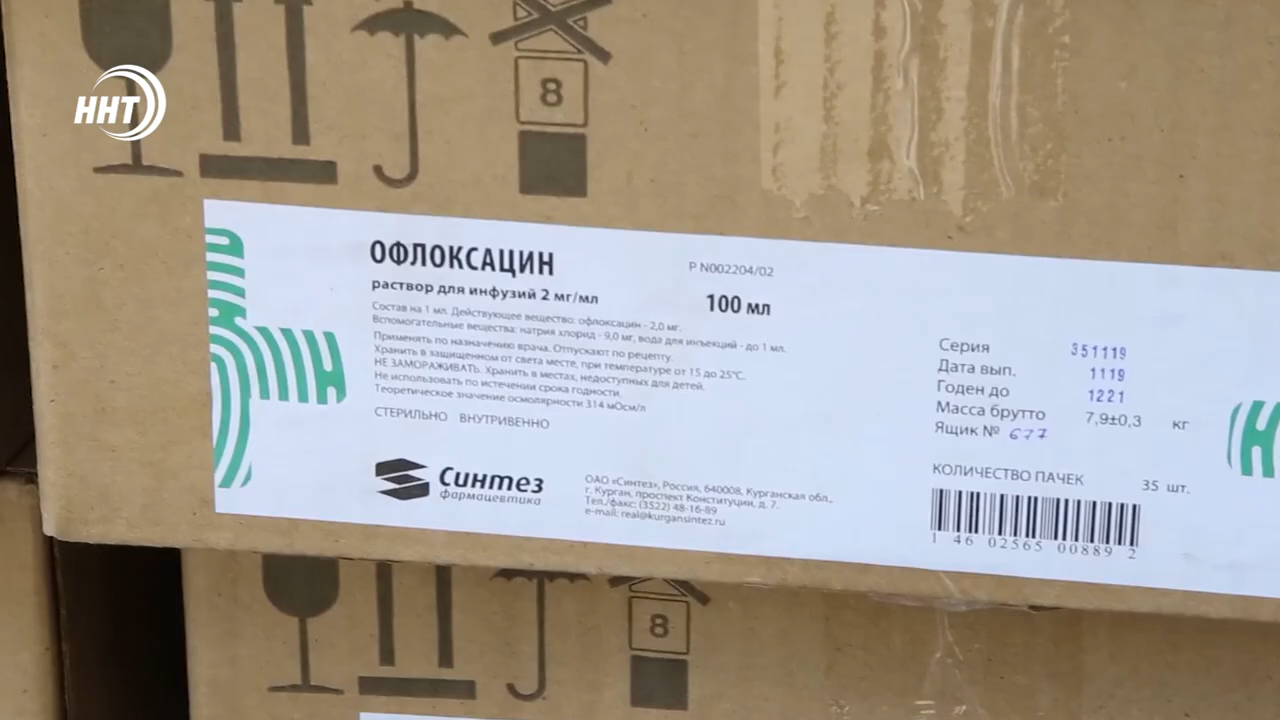 ННТ
8
ОФЛОКСАЦИН
Р N002204/02
раствор для инфузий 2 мг/мл
100 мл
Состав на 1 мл. Действующее вещество: офлоксацин - 2,0 мг.
Вспомогательные вещества: натрия хлорид - 9,0 мг, вода для инъекций - до 1 мл.
Применять по назначению врача. Отпускают по рецепту.
Хранить в защищенном от света месте, при температуре от 15 до 25°С.
НЕ ЗАМОРАЖИВАТЬ. Хранить в местах, недоступных для детей.
Не использовать по истечении срока годности.
Теоретическое значение осмолярности 314 мОсм/л
СТЕРИЛЬНО ВНУТРИВЕННО
Синтез
фармацевтика
ОАО «Синтез», Россия, 640008, Курганская обл.,
г. Курган, проспект Конституции, д. 7.
Тел./факс: (3522) 48-16-89
e-mail: real@kurgansintez.ru
Серия 351119
Дата вып. 1119
Годен до 1221
Масса брутто 7,9±0,3 кг
Ящик № 677
КОЛИЧЕСТВО ПАЧЕК 35 шт.
1 46 02565 00889 2
8